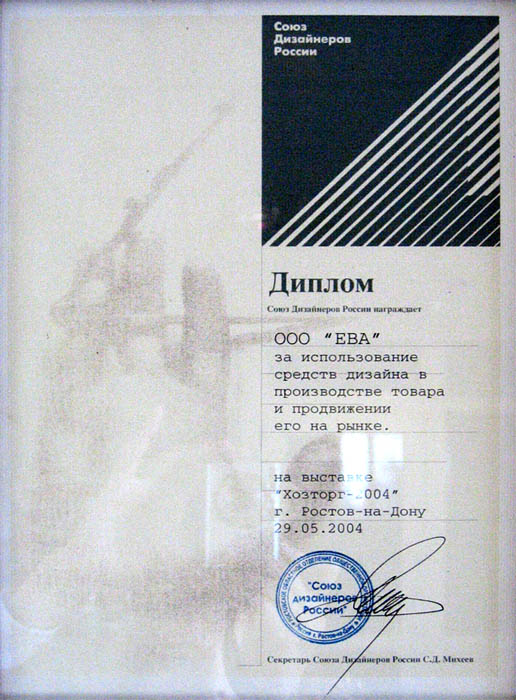 Союз
Дизайнеров
России
Диплом
Союз Дизайнеров России награждает
ООО "ЕВА"
за использование
средств дизайна в
производстве товара
и продвижении
его на рынке.
на выставке
"Хозторг-2004"
г. Ростов-на-Дону
29.05.2004
"Союз
дизайнеров
России"
Секретарь Союза Дизайнеров России С.Д. Михеев